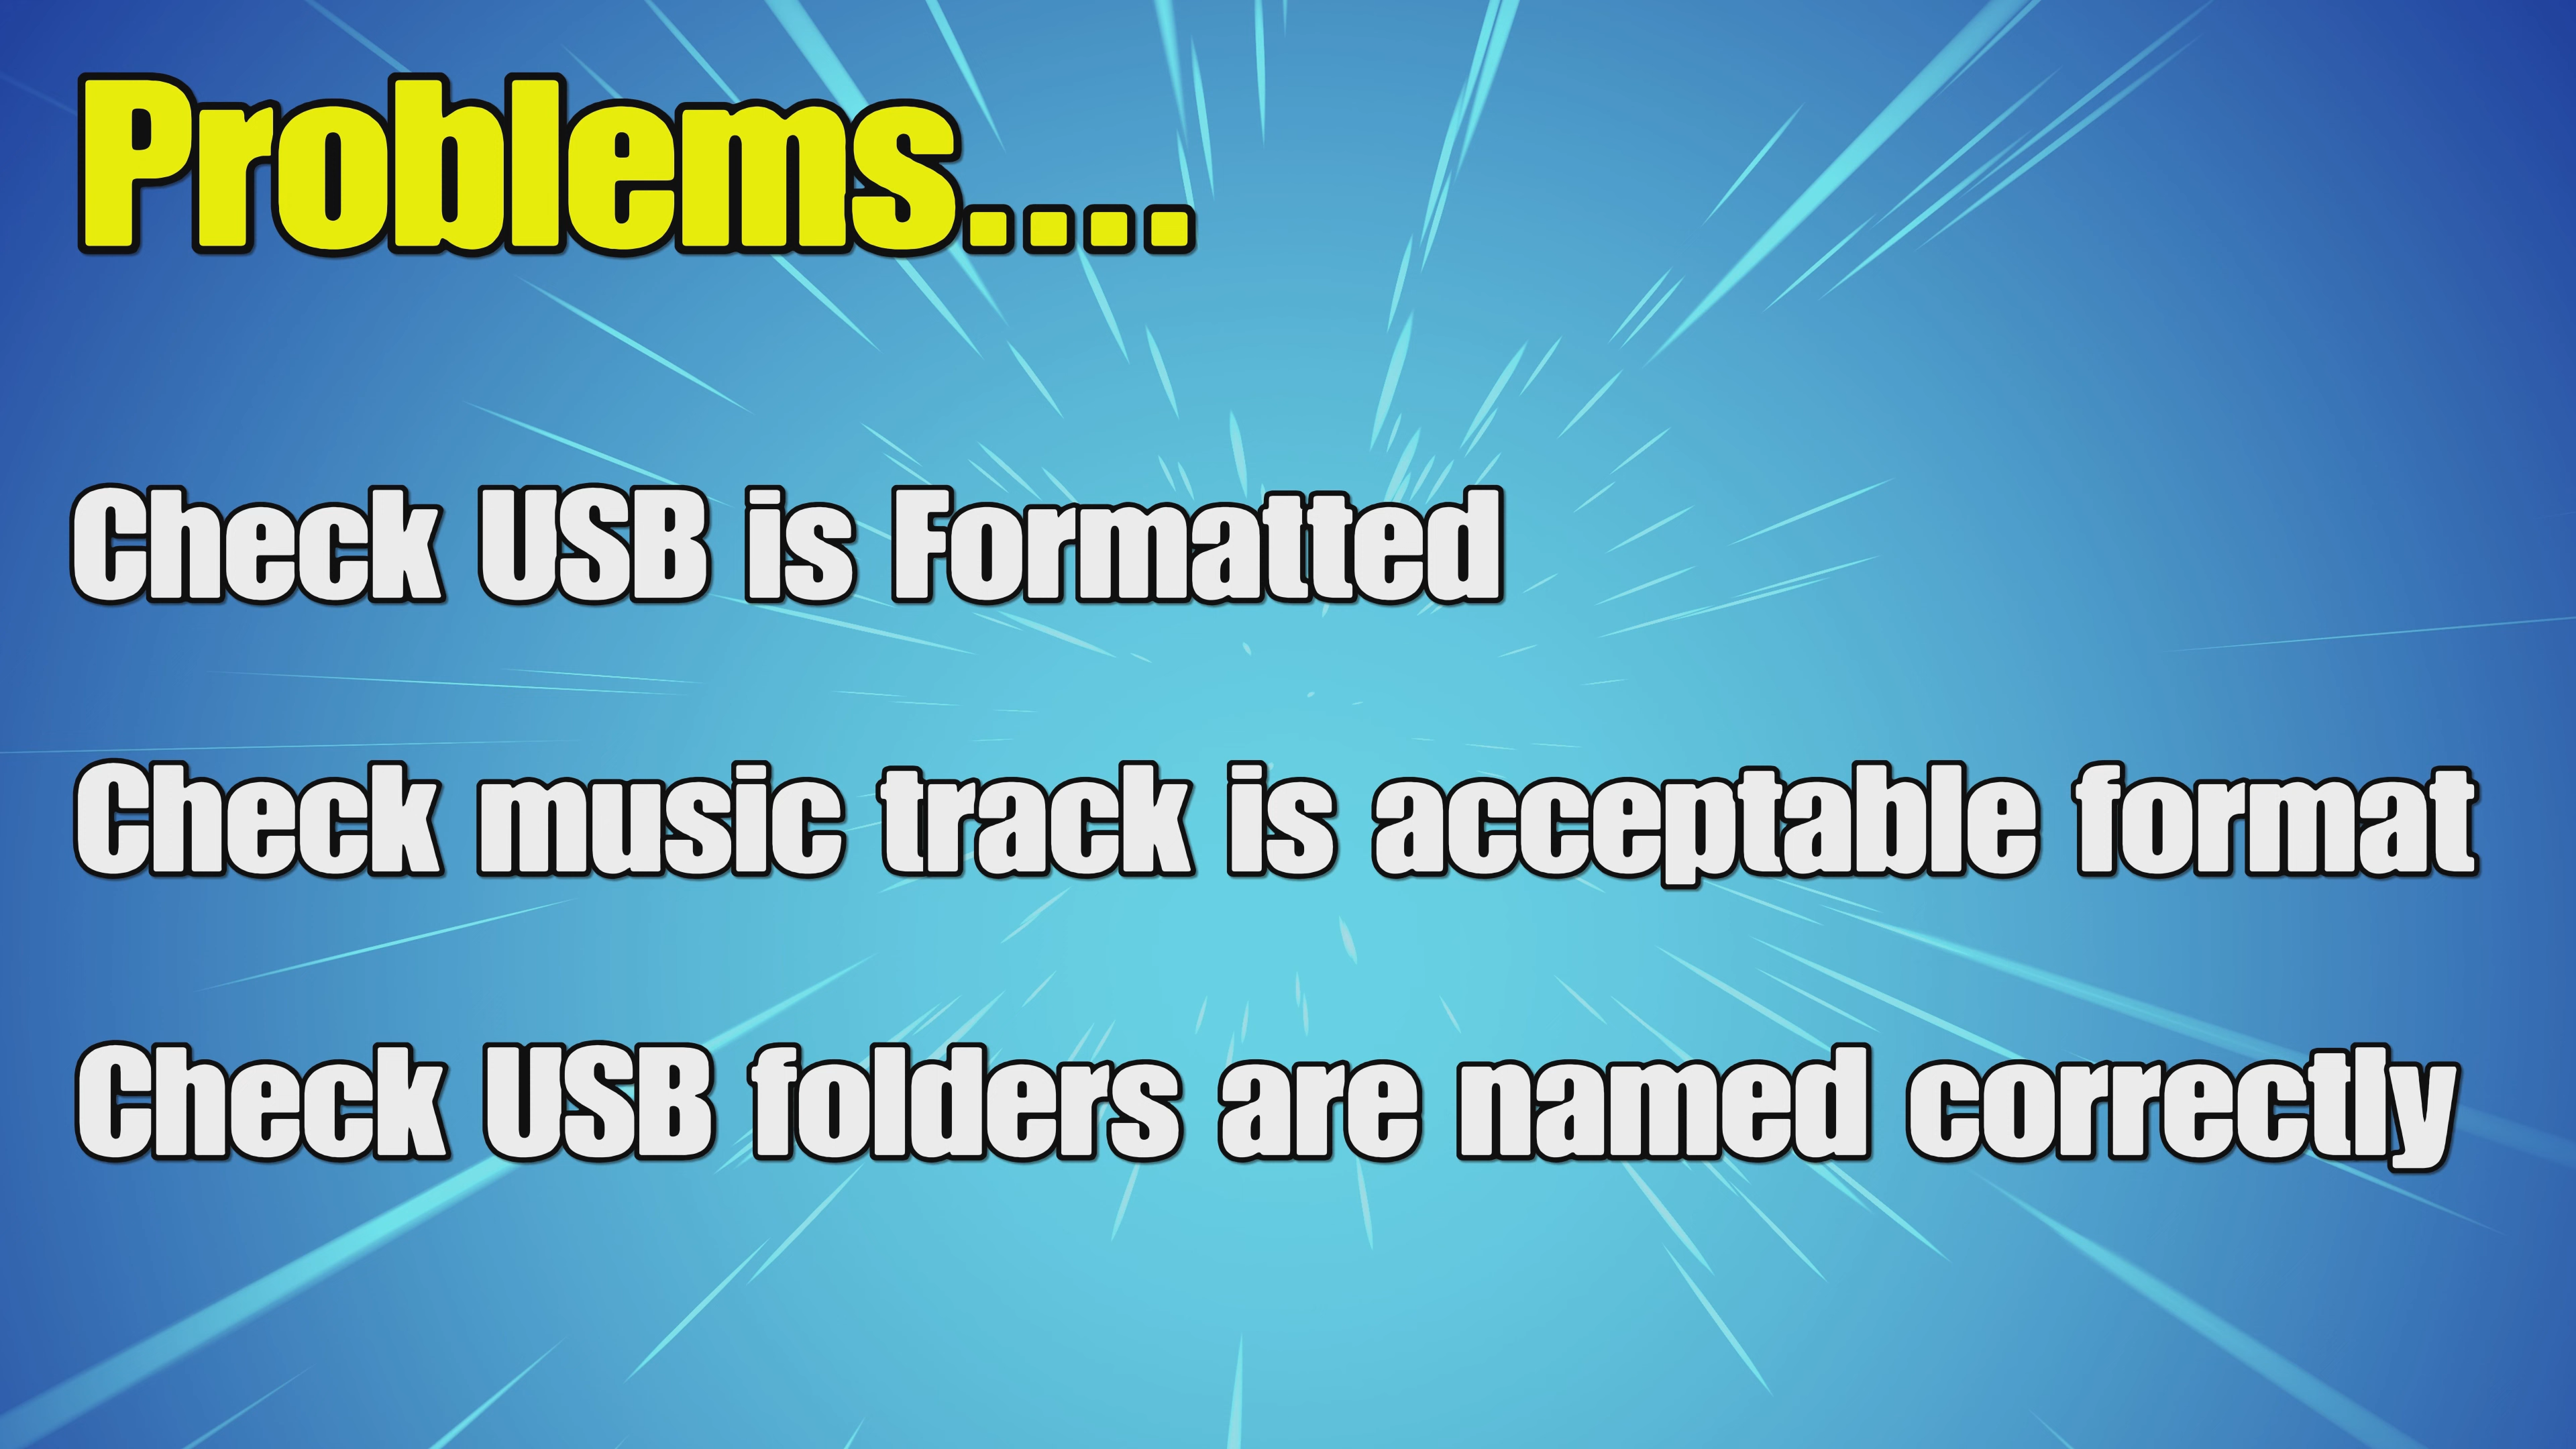 Problems....
Check USB is Formatted
Check music track is acceptable format
Check USB folders are named correctly